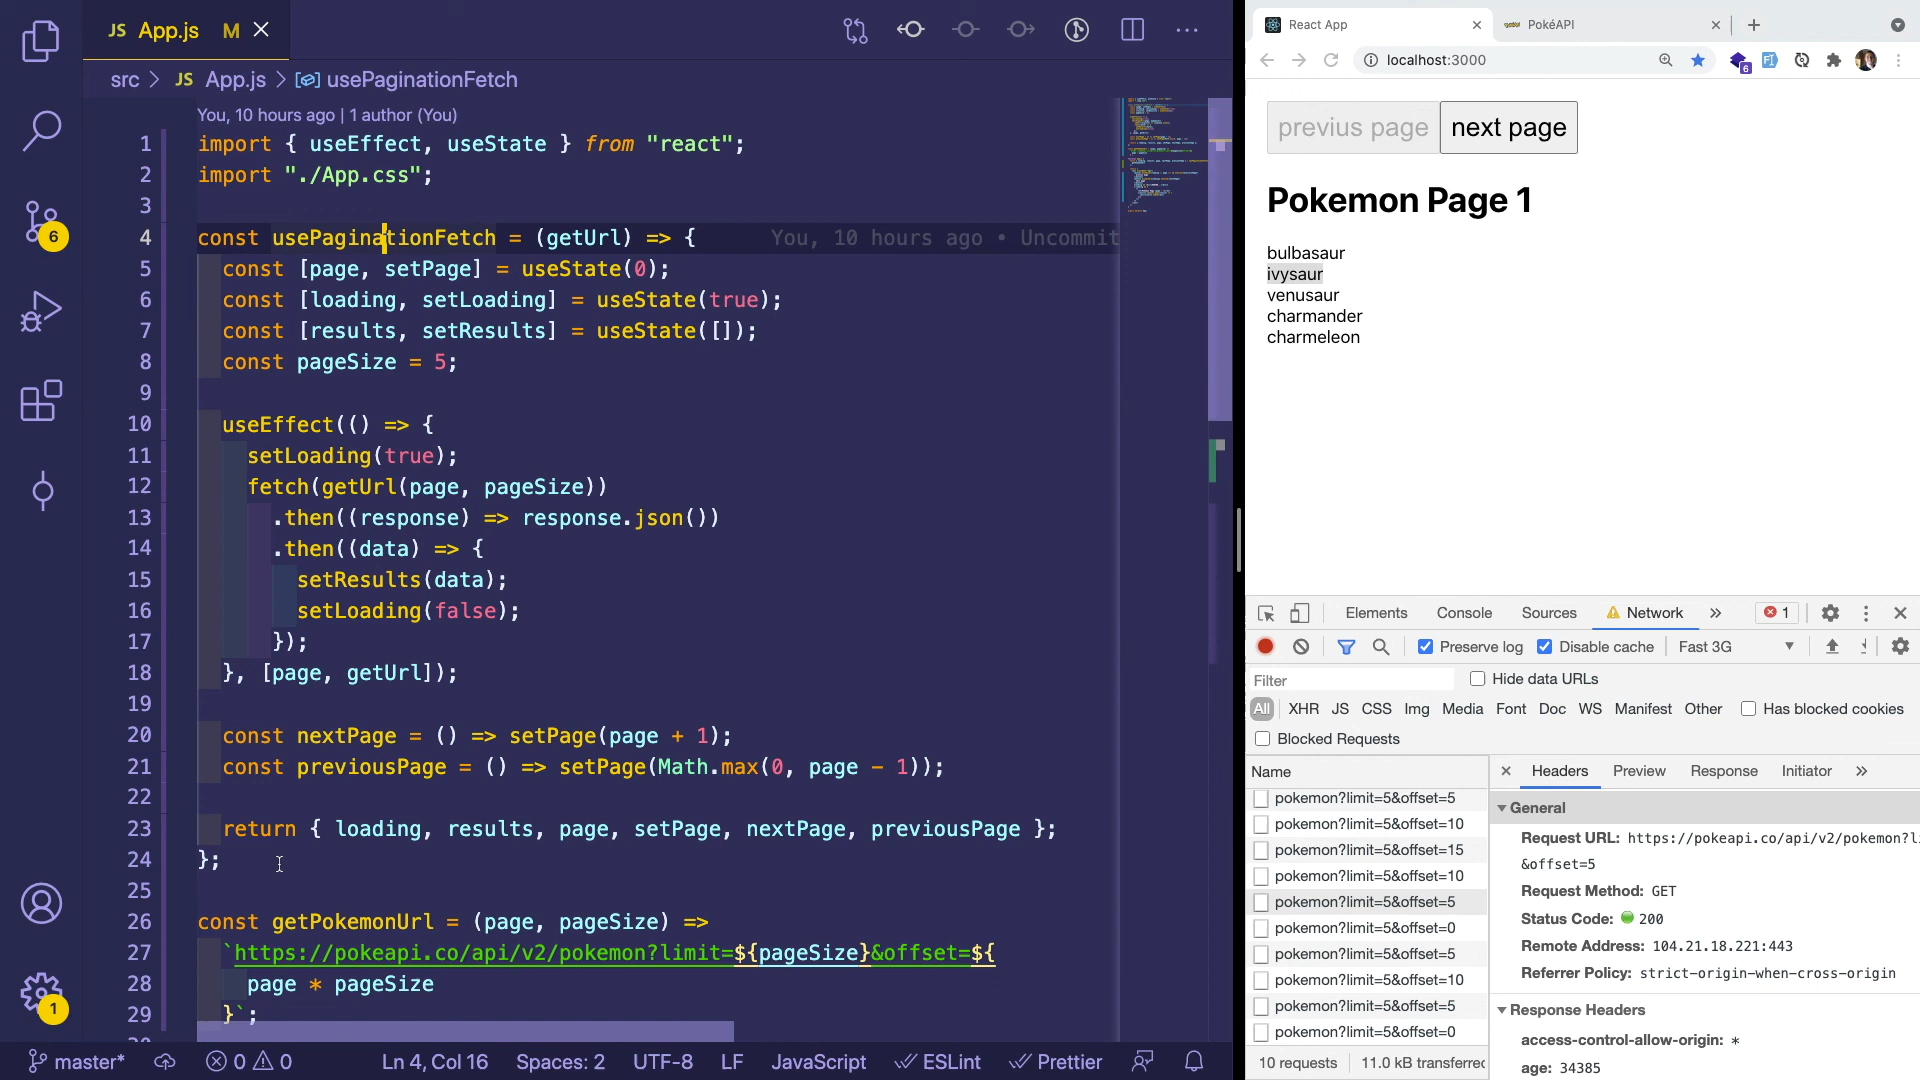 JS App.js M
src > JS App.js > usePaginationFetch
You, 10 hours ago | 1 author (You)
1 import { useEffect, useState } from "react";
2 import "./App.css";
3
4 const usePaginationFetch = (getUrl) => { You, 10 hours ago • Uncommit
5 const [page, setPage] = useState(0);
6 const [loading, setLoading] = useState(true);
7 const [results, setResults] = useState([]);
8 const pageSize = 5;
9
10 useEffect(() => {
11 setLoading(true);
12 fetch(getUrl(page, pageSize))
13 .then((response) => response.json())
14 .then((data) => {
15 setResults(data);
16 setLoading(false);
17 });
18 }, [page, getUrl]);
19
20 const nextPage = () => setPage(page + 1);
21 const previousPage = () => setPage(Math.max(0, page - 1));
22
23 return { loading, results, page, setPage, nextPage, previousPage };
24 };
25
26 const getPokemonUrl = (page, pageSize) =>
27 `https://pokeapi.co/api/v2/pokemon?limit=${pageSize}&offset=${
28 page * pageSize
29 }`;
6
1
master* 0 0 Ln 4, Col 16 Spaces: 2 UTF-8 LF JavaScript ESLint Prettier
React App
PokéAPI
localhost:3000
6
previus page next page
Pokemon Page 1
bulbasaur
ivysaur
venusaur
charmander
charmeleon
Elements Console Sources Network » 1
Preserve log Disable cache Fast 3G
Filter Hide data URLs
All XHR JS CSS Img Media Font Doc WS Manifest Other Has blocked cookies
Blocked Requests
Name
pokemon?limit=5&offset=5
pokemon?limit=5&offset=10
pokemon?limit=5&offset=15
pokemon?limit=5&offset=10
pokemon?limit=5&offset=5
pokemon?limit=5&offset=0
pokemon?limit=5&offset=5
pokemon?limit=5&offset=10
pokemon?limit=5&offset=5
pokemon?limit=5&offset=0
10 requests 11.0 kB transferred
Headers Preview Response Initiator »
General
Request URL: https://pokeapi.co/api/v2/pokemon?l
&offset=5
Request Method: GET
Status Code: 200
Remote Address: 104.21.18.221:443
Referrer Policy: strict-origin-when-cross-origin
Response Headers
access-control-allow-origin: *
age: 34385